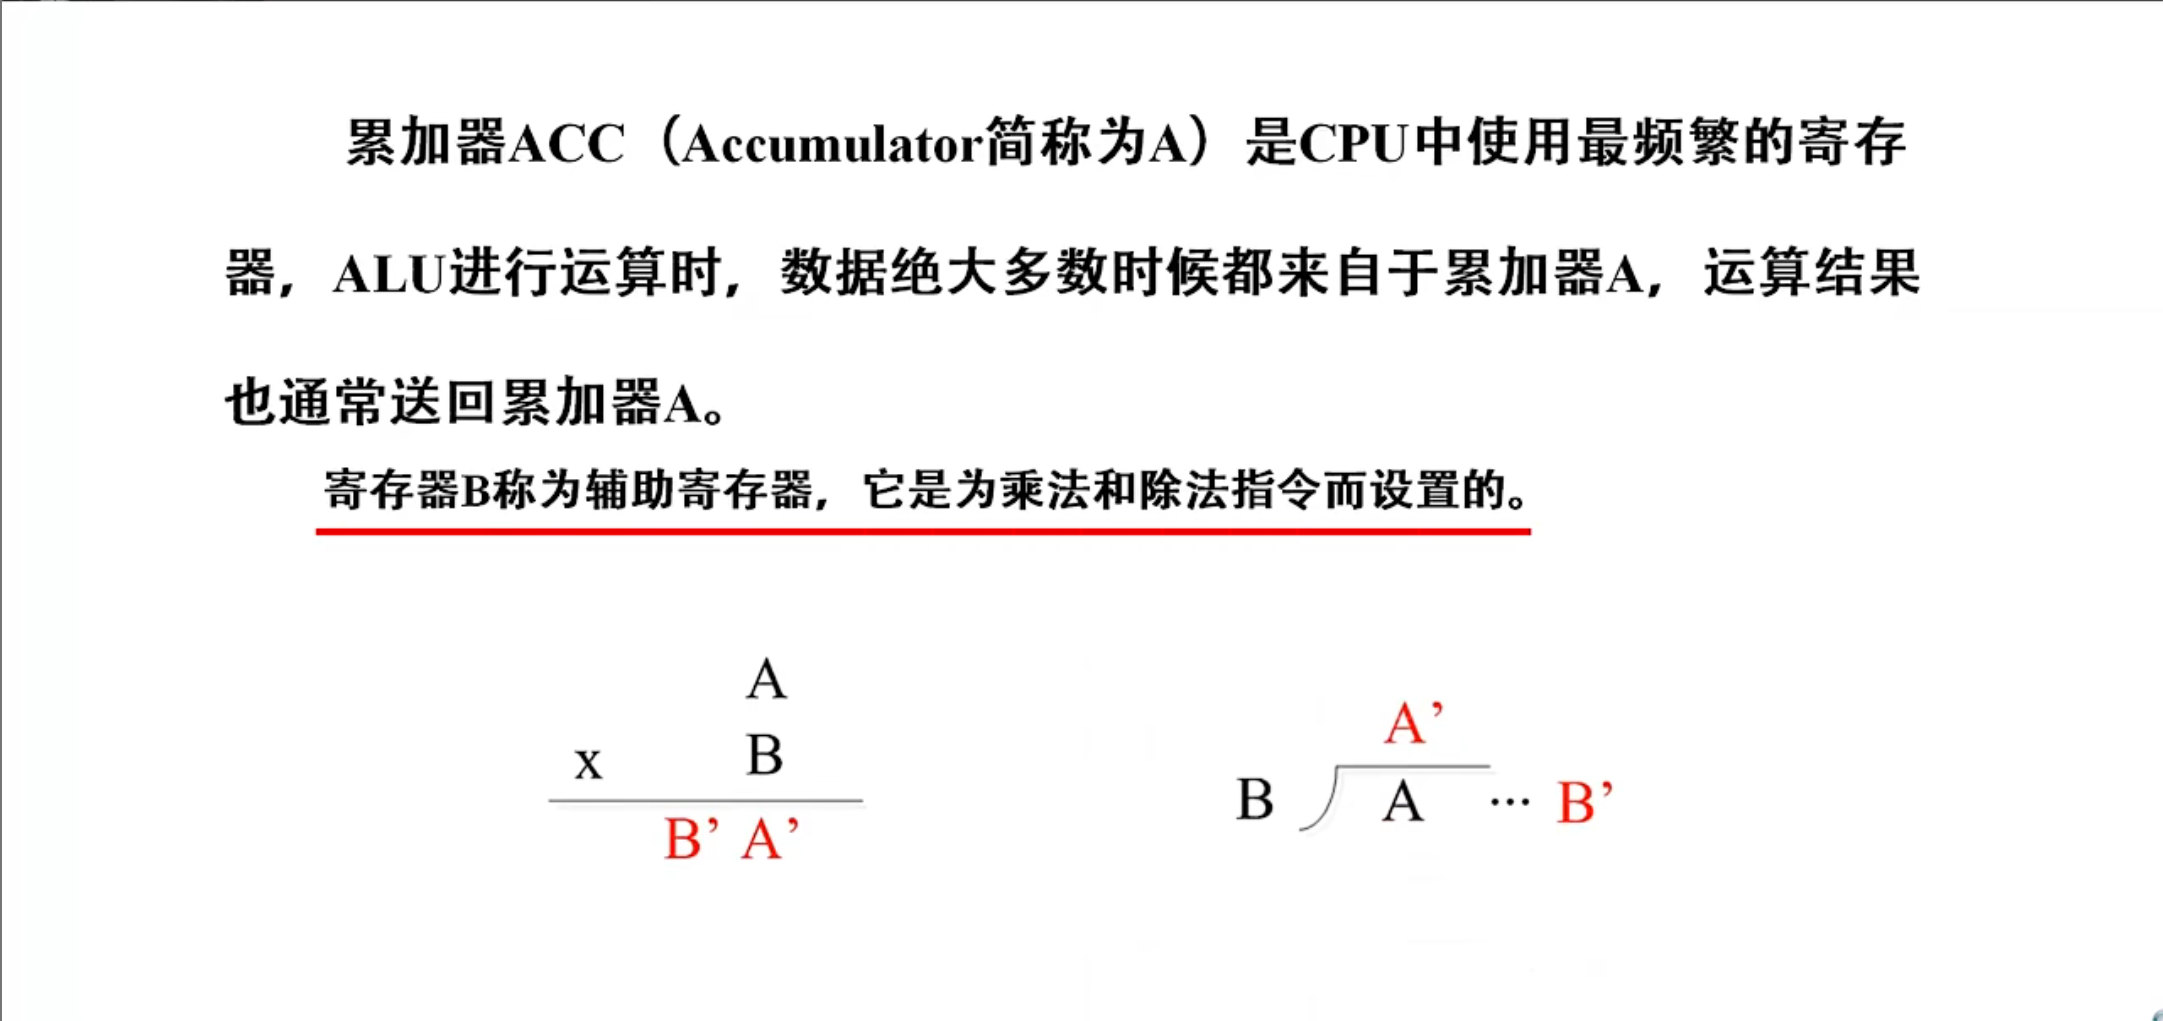 累加器ACC（Accumulator简称为A）是CPU中使用最频繁的寄存
器，ALU进行运算时，数据绝大多数时候都来自于累加器A，运算结果
也通常送回累加器A。
寄存器B称为辅助寄存器，它是为乘法和除法指令而设置的。
A
x B
B’ A’
A’
B A ··· B’